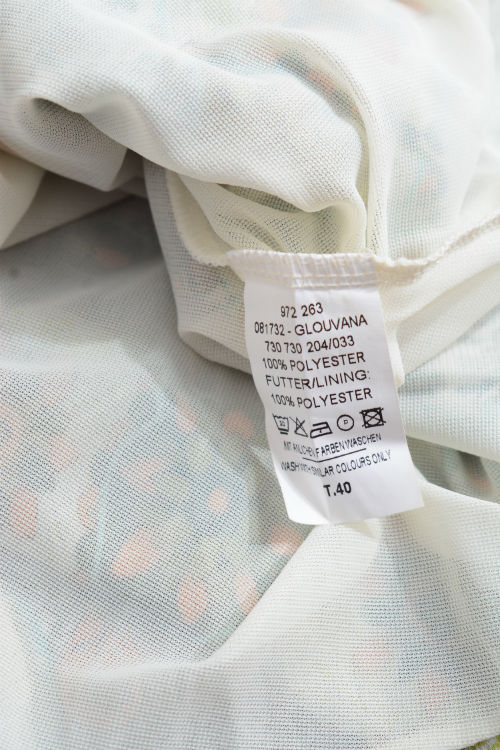 972 263
081732 - GLOUVANA
730 730 204/033
100% POLYESTER
FUTTER/LINING:
100% POLYESTER
MIT ÄHNLICHEN FARBEN WASCHEN
WASH WITH SIMILAR COLOURS ONLY
T.40